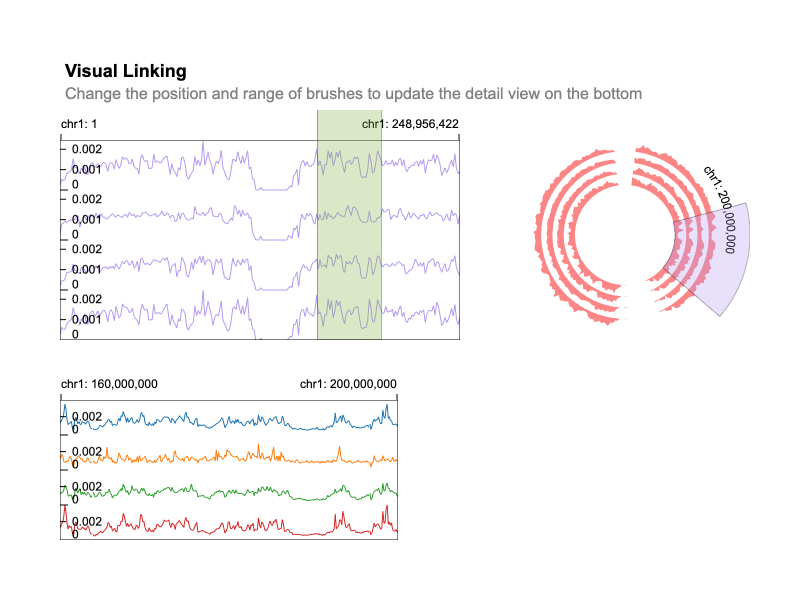 Visual Linking
Change the position and range of brushes to update the detail view on the bottom
chr1: 1
chr1: 248,956,422
0.002
0.001
0
0.002
0.001
0
0.002
0.001
0
0.002
0.001
0
chr1: 200,000,000
chr1: 160,000,000
chr1: 200,000,000
0.002
0
0.002
0
0.002
0
0.002
0